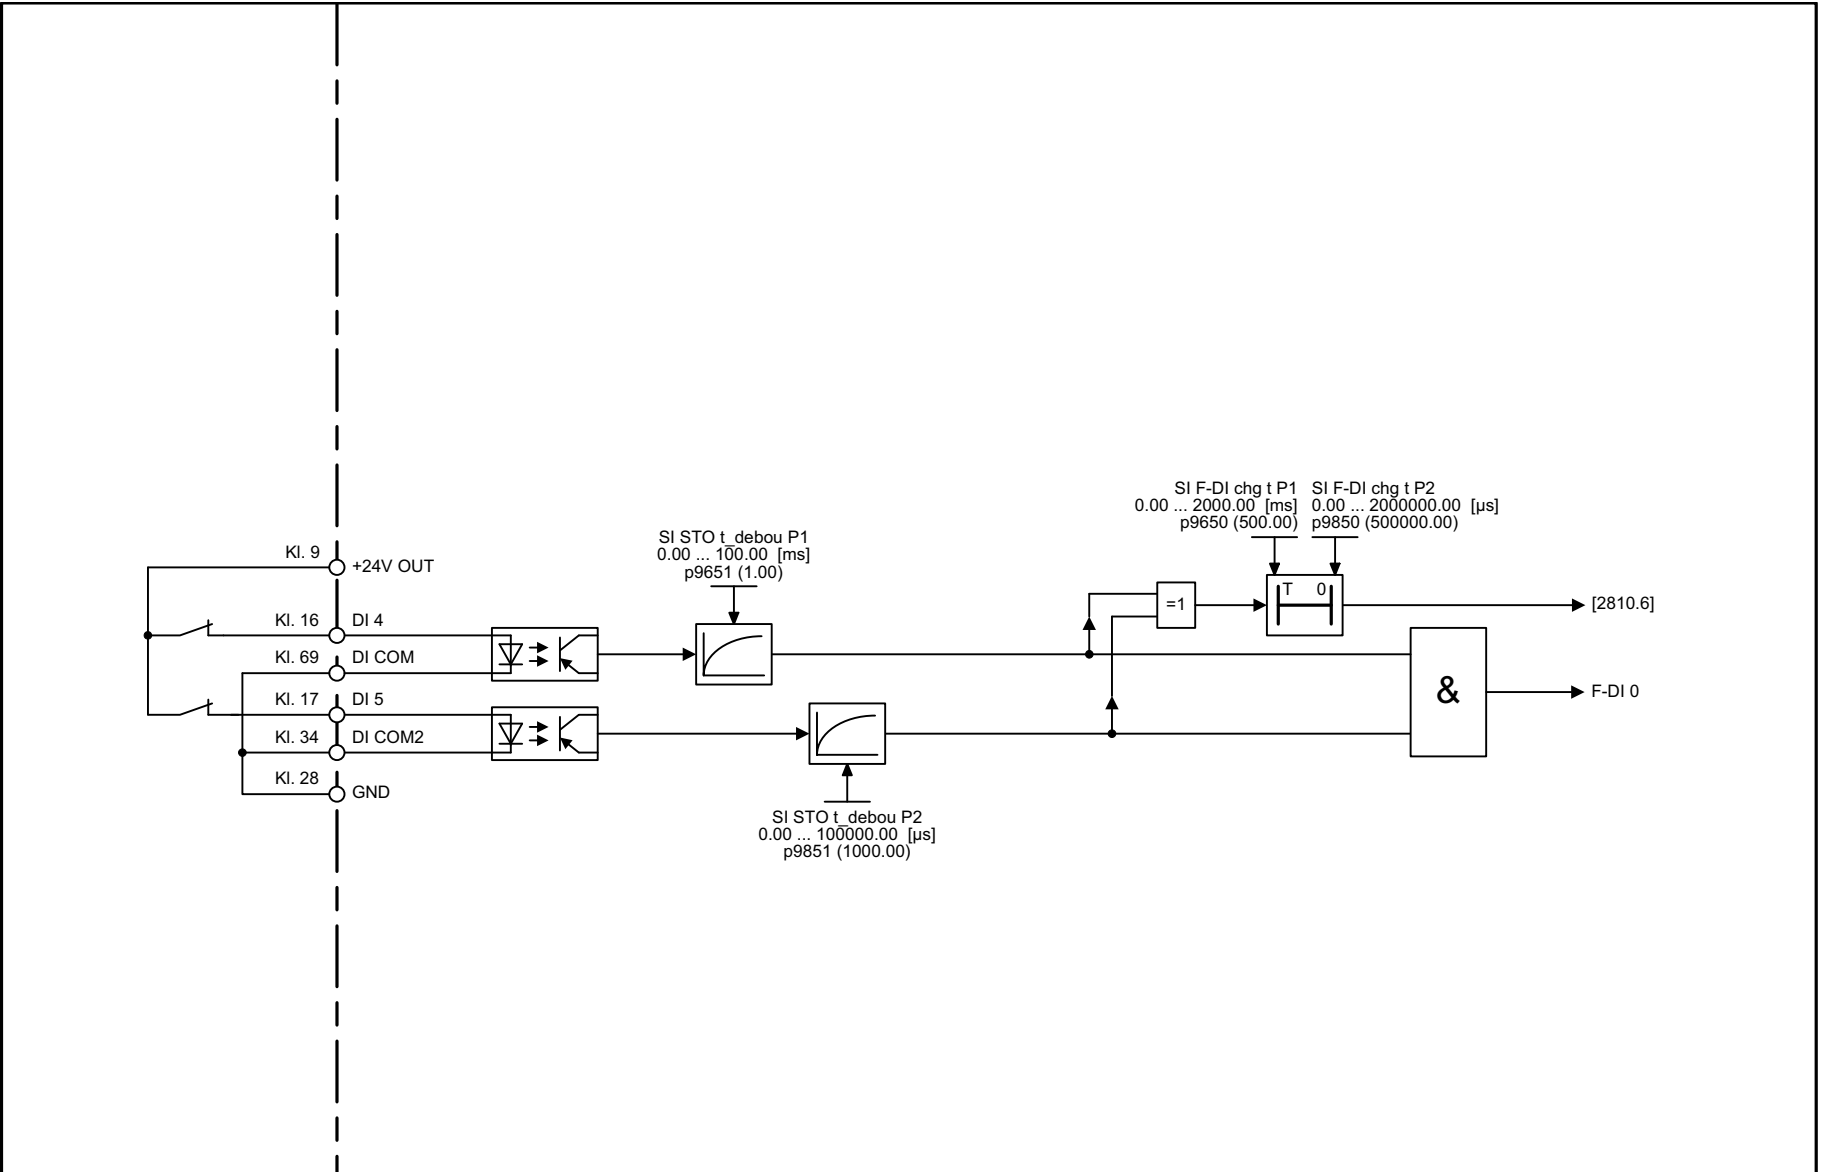 SI F-DI chg t P1
0.00 ... 2000.00 [ms]
p9650 (500.00)
SI F-DI chg t P2
0.00 ... 2000000.00 [µs]
p9850 (500000.00)
SI STO t_debou P1
0.00 ... 100.00 [ms]
p9651 (1.00)
Kl. 9
+24V OUT
T 0
=1
[2810.6]
Kl. 16
DI 4
Kl. 69
DI COM
Kl. 17
DI 5
&
F-DI 0
Kl. 34
DI COM2
Kl. 28
GND
SI STO t_debou P2
0.00 ... 100000.00 [µs]
p9851 (1000.00)